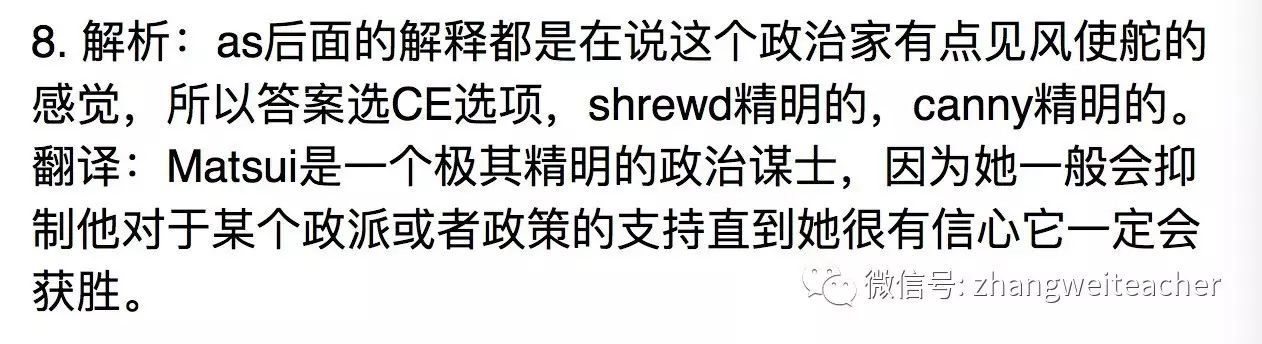 8. 解析：as后面的解释都是在说这个政治家有点见风使舵的
感觉，所以答案选CE选项，shrewd精明的，canny精明的。
翻译：Matsui是一个极其精明的政治谋士，因为她一般会抑
制他对于某个政派或者政策的支持直到她很有信心它一定会
获胜。
微信号: zhangweiteacher